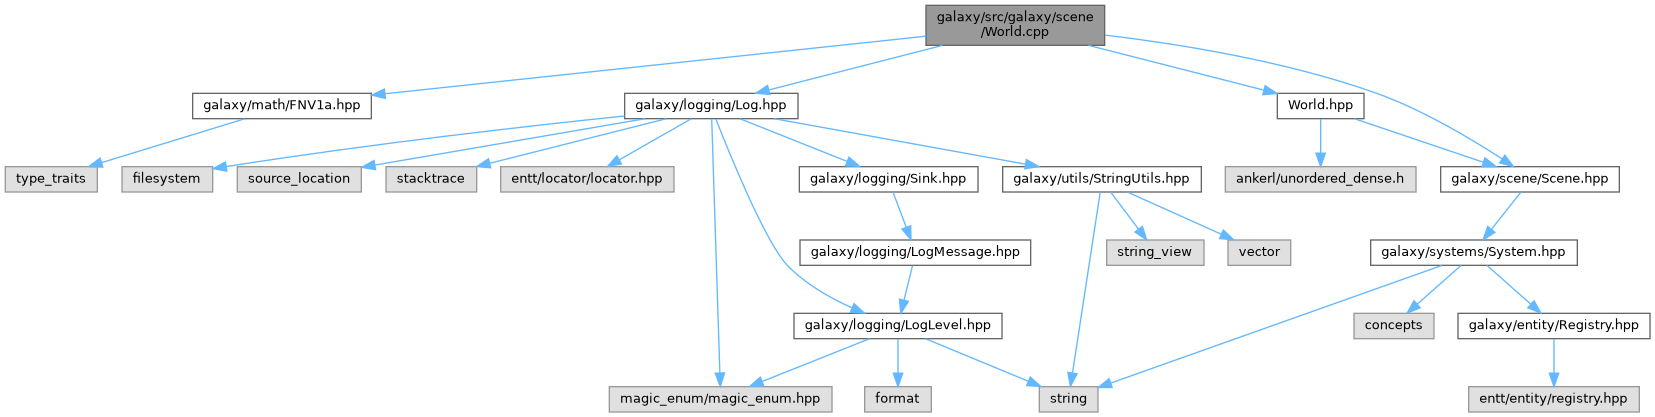 galaxy/src/galaxy/scene
/World.cpp
galaxy/math/FNV1a.hpp
galaxy/logging/Log.hpp
World.hpp
type_traits
filesystem
source_location
stacktrace
entt/locator/locator.hpp
galaxy/logging/Sink.hpp
galaxy/utils/StringUtils.hpp
ankerl/unordered_dense.h
galaxy/scene/Scene.hpp
galaxy/logging/LogMessage.hpp
string_view
vector
galaxy/systems/System.hpp
galaxy/logging/LogLevel.hpp
concepts
galaxy/entity/Registry.hpp
magic_enum/magic_enum.hpp
format
string
entt/entity/registry.hpp